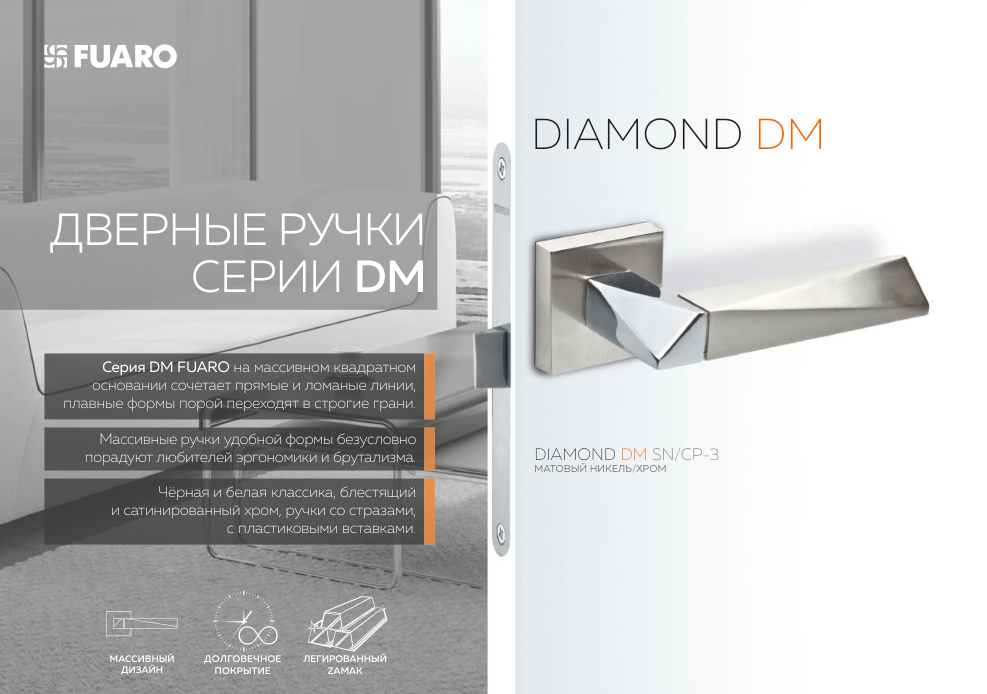 FUARO
ДВЕРНЫЕ РУЧКИ
СЕРИИ DM
Серия DM FUARO на массивном квадратном
основании сочетает прямые и ломаные линии,
плавные формы порой переходят в строгие грани.
Массивные ручки удобной формы безусловно
порадуют любителей эргономики и брутализма.
Чёрная и белая классика, блестящий
и сатинированный хром, ручки со стразами,
с пластиковыми вставками.
МАССИВНЫЙ
ДИЗАЙН
ДОЛГОВЕЧНОЕ
ПОКРЫТИЕ
ЛЕГИРОВАННЫЙ
ZAMAK
DIAMOND DM
DIAMOND DM SN/CP-3
МАТОВЫЙ НИКЕЛЬ/ХРОМ